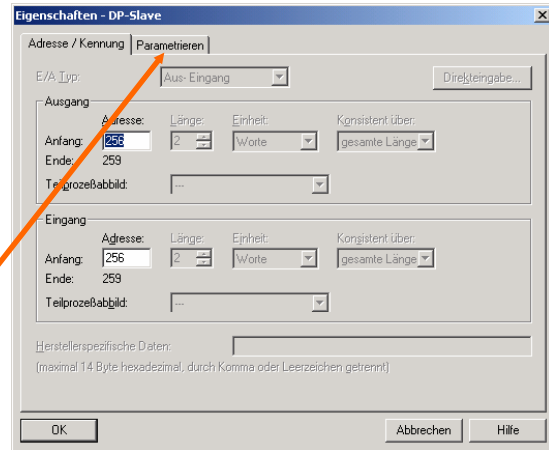 Eigenschaften - DP-Slave
Adresse / Kennung Parametrieren
E/A Typ: Aus- Eingang Direkteingabe...
Ausgang
Adresse: Länge: Einheit: Konsistent über:
Anfang: 256 2 Worte gesamte Länge
Ende: 259
Teilprozeßabbild: ---
Eingang
Adresse: Länge: Einheit: Konsistent über:
Anfang: 256 2 Worte gesamte Länge
Ende: 259
Teilprozeßabbild: ---
Herstellerspezifische Daten:
(maximal 14 Byte hexadezimal, durch Komma oder Leerzeichen getrennt)
OK Abbrechen Hilfe